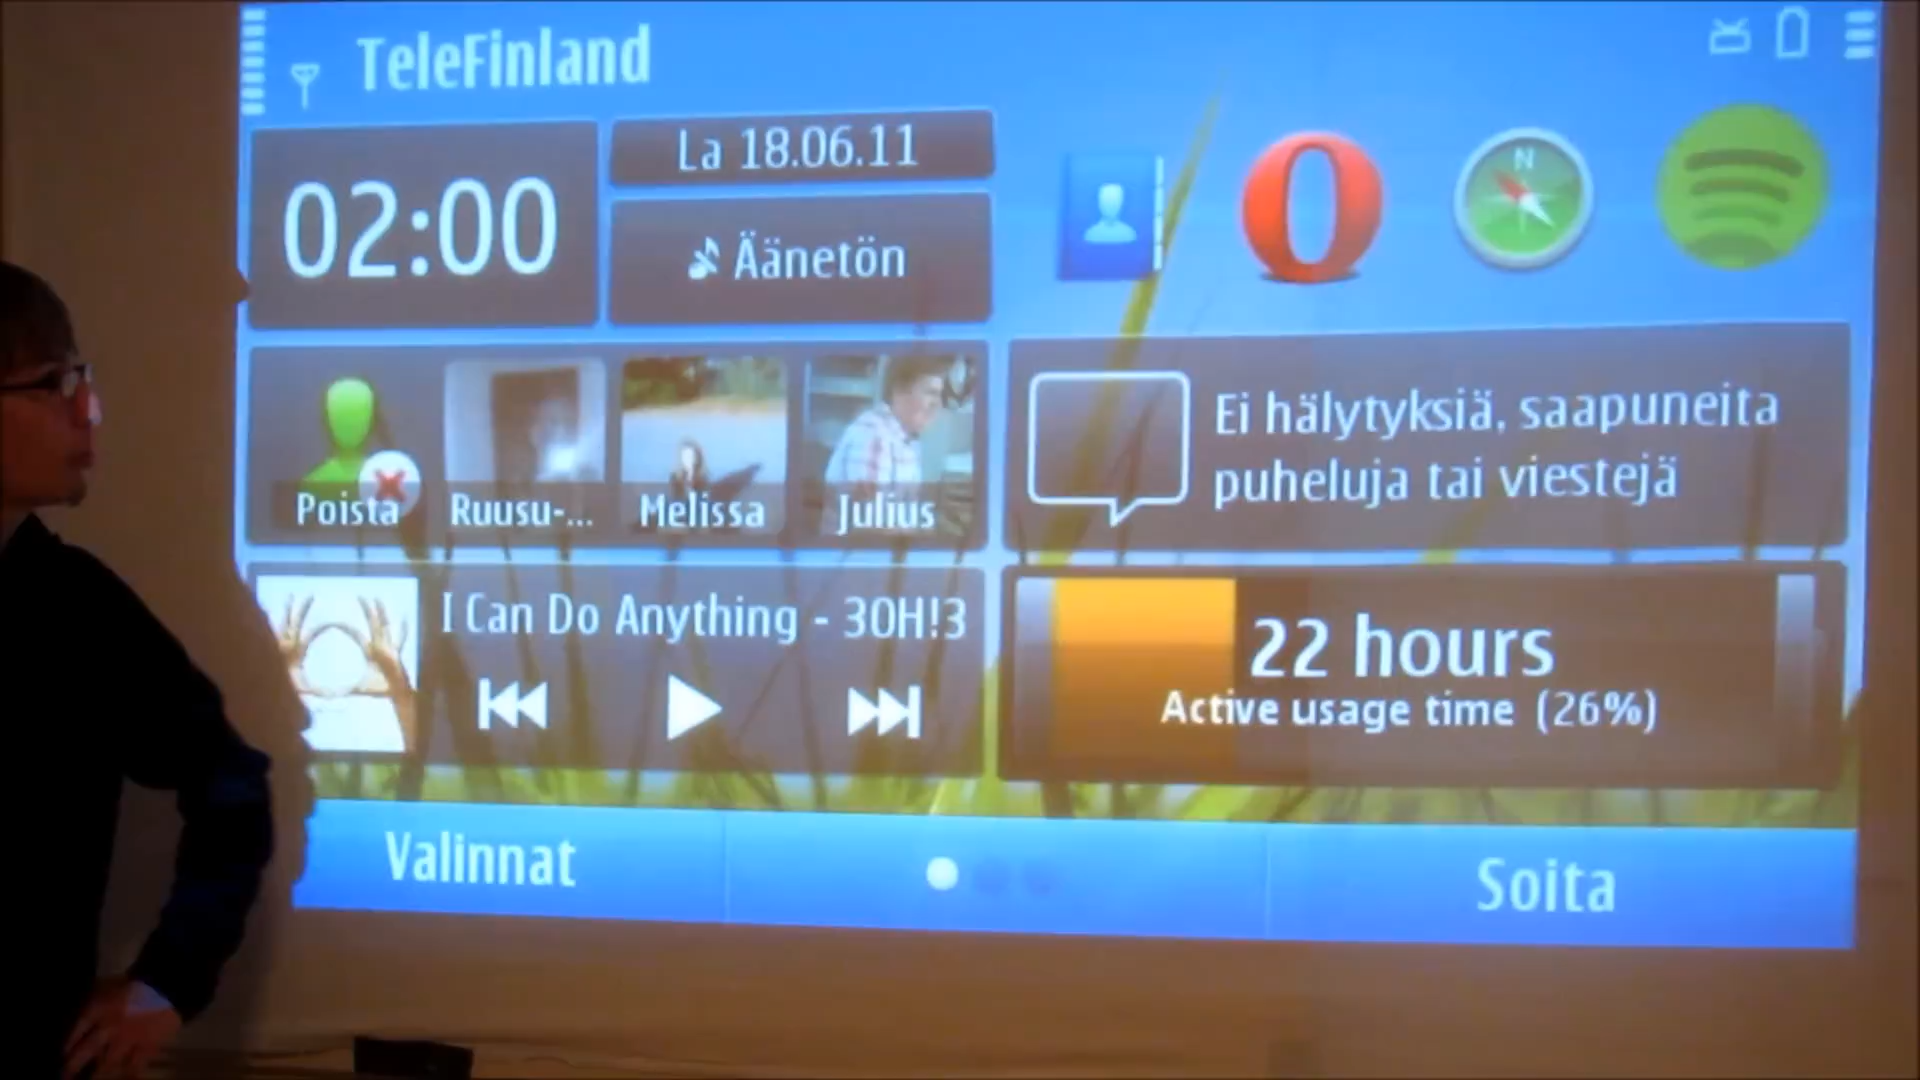 TeleFinland
02:00
La 18.06.11
Äänetön
N
Poista
Ruusu-...
Melissa
Julius
Ei hälytyksiä, saapuneita
puheluja tai viestejä
I Can Do Anything - 3OH!3
22 hours
Active usage time (26%)
Valinnat
Soita